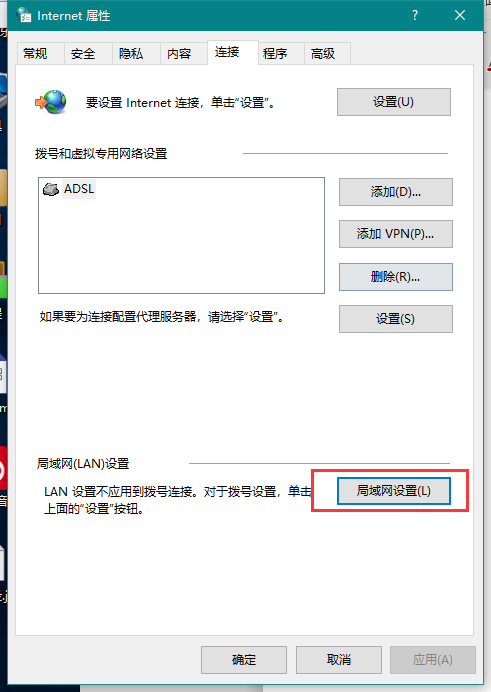 Internet 属性
常规 安全 隐私 内容 连接 程序 高级
要设置 Internet 连接，单击“设置”。
设置(U)
拨号和虚拟专用网络设置
ADSL
添加(D)...
添加 VPN(P)...
删除(R)...
如果要为连接配置代理服务器，请选择“设置”。
设置(S)
局域网(LAN)设置
LAN 设置不应用到拨号连接。对于拨号设置，单击
上面的“设置”按钮。
局域网设置(L)
确定 取消 应用(A)